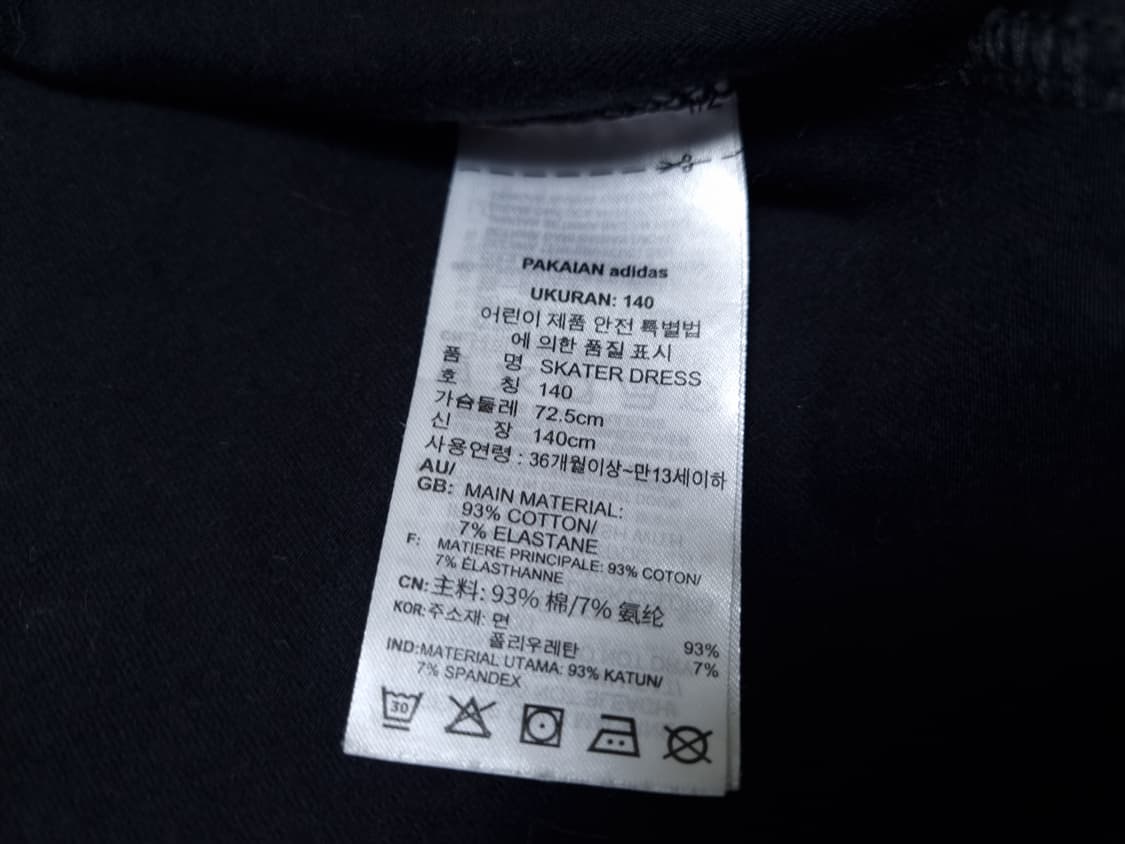 PAKAIAN adidas
UKURAN: 140
어린이 제품 안전 특별법
에 의한 품질 표시
품 명 SKATER DRESS
호 칭 140
가슴둘레 72.5cm
신 장 140cm
사용연령 : 36개월이상~만13세이하
AU/
GB: MAIN MATERIAL:
93% COTTON/
7% ELASTANE
F: MATIERE PRINCIPALE: 93% COTON/
7% ÉLASTHANNE
CN: 主料: 93% 棉/7% 氨纶
KOR: 주소재: 면 93%
폴리우레탄 7%
IND: MATERIAL UTAMA: 93% KATUN/
7% SPANDEX
30